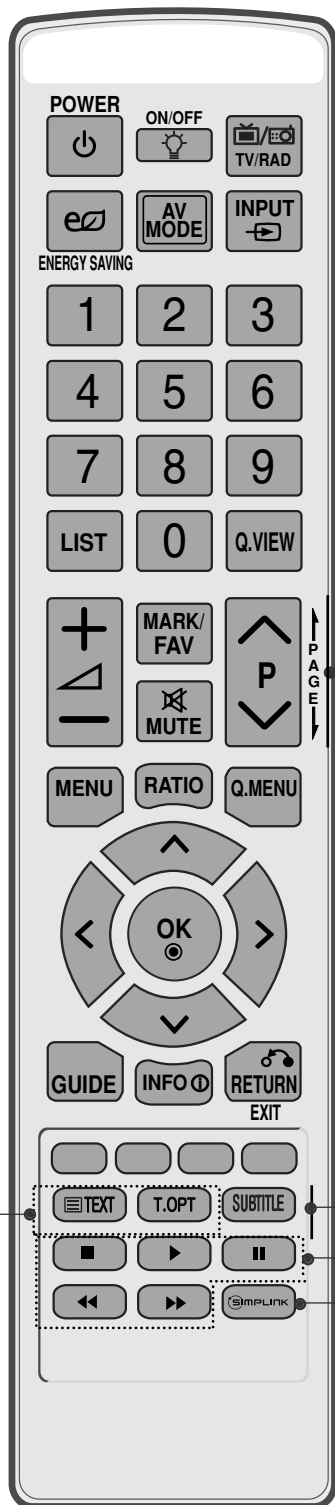 POWER
ON/OFF
TV/RAD
ENERGY SAVING
AV
MODE
INPUT
1 2 3
4 5 6
7 8 9
LIST 0 Q.VIEW
MARK/
FAV
MUTE
P
PAGE
MENU RATIO Q.MENU
OK
GUIDE INFO RETURN
EXIT
TEXT T.OPT SUBTITLE
SIMPLINK